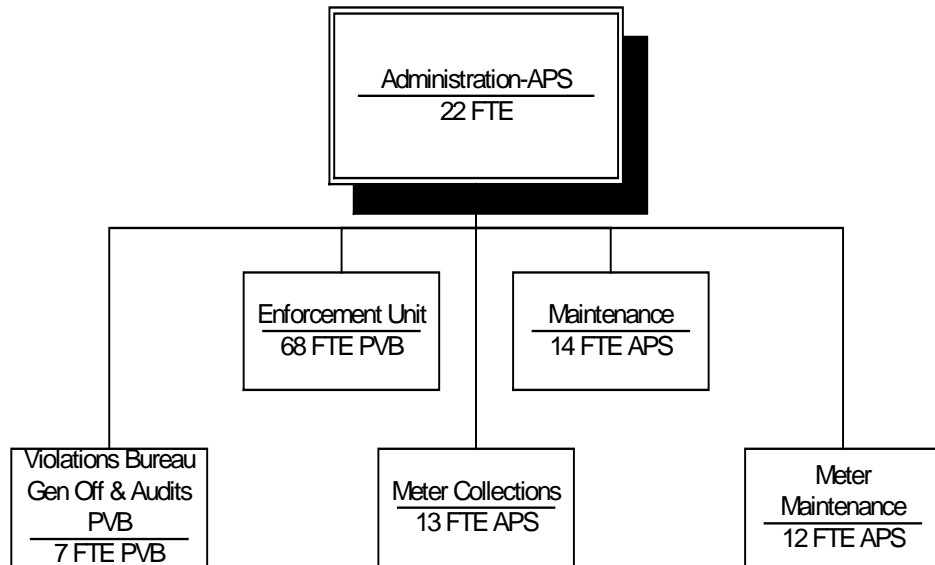 Administration-APS
22 FTE
Enforcement Unit
68 FTE PVB
Maintenance
14 FTE APS
Violations Bureau
Gen Off & Audits
PVB
7 FTE PVB
Meter Collections
13 FTE APS
Meter
Maintenance
12 FTE APS